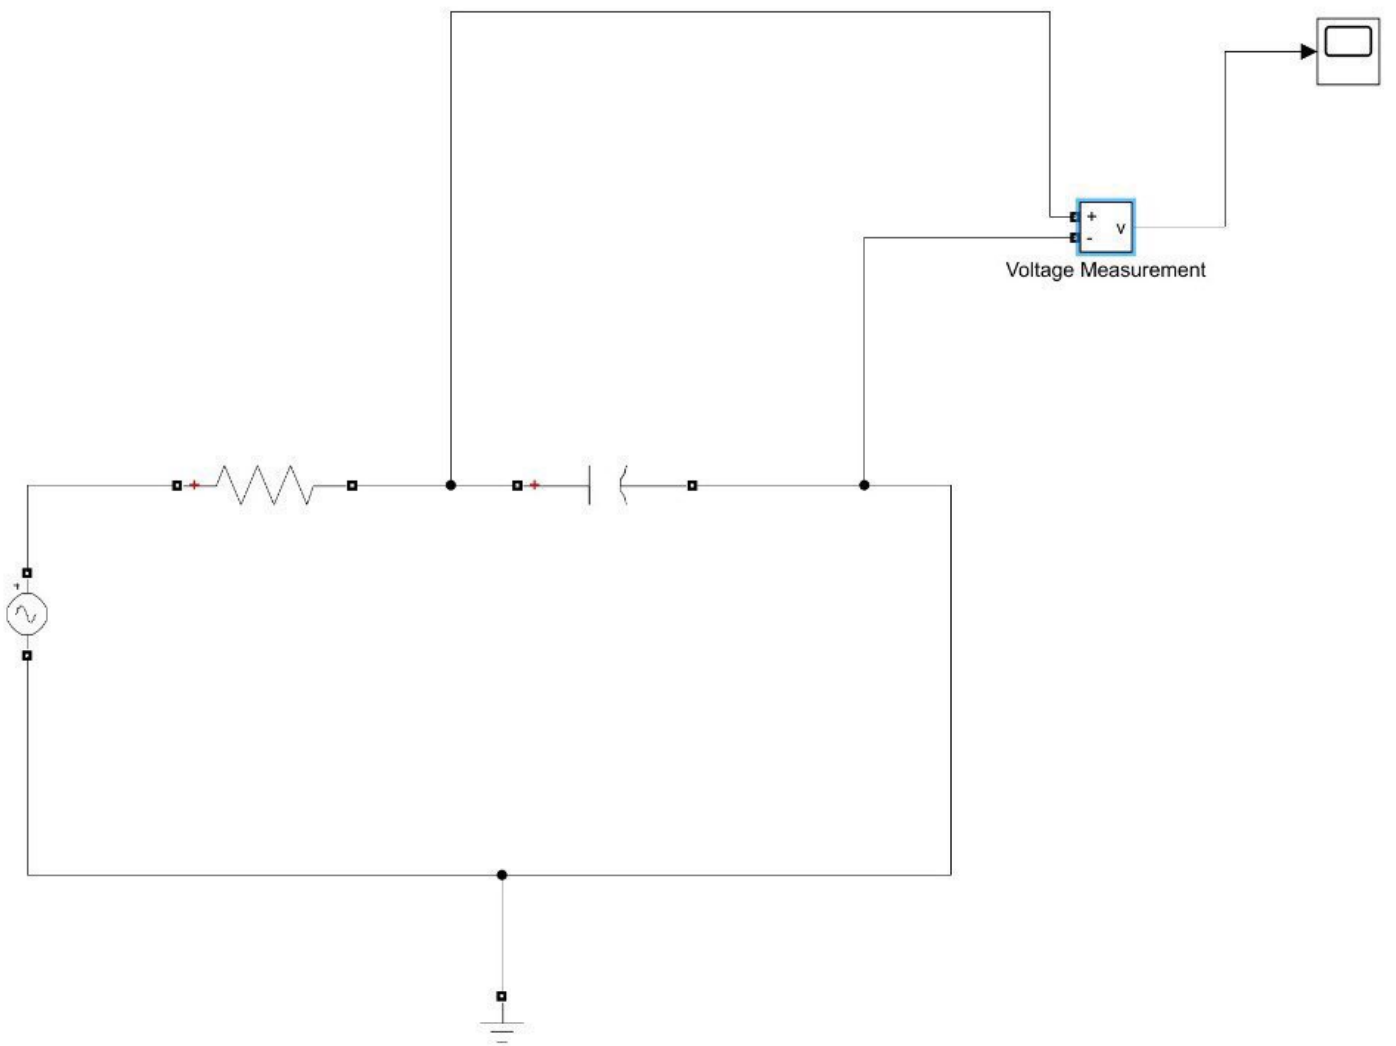 +
-
v
Voltage Measurement
+
+
+